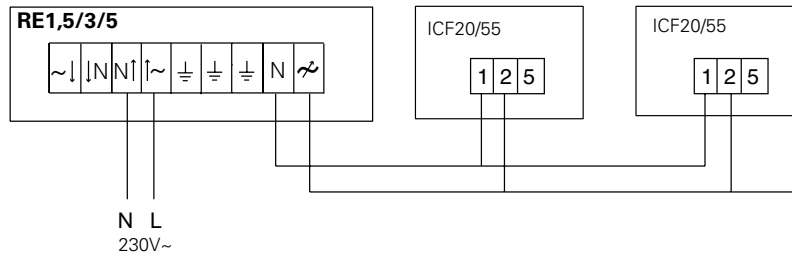 RE1,5/3/5
~↓ ↓N N↑ ↑~ ⏚ ⏚ ⏚ N
N L
230V~
ICF20/55
1 2 5
ICF20/55
1 2 5